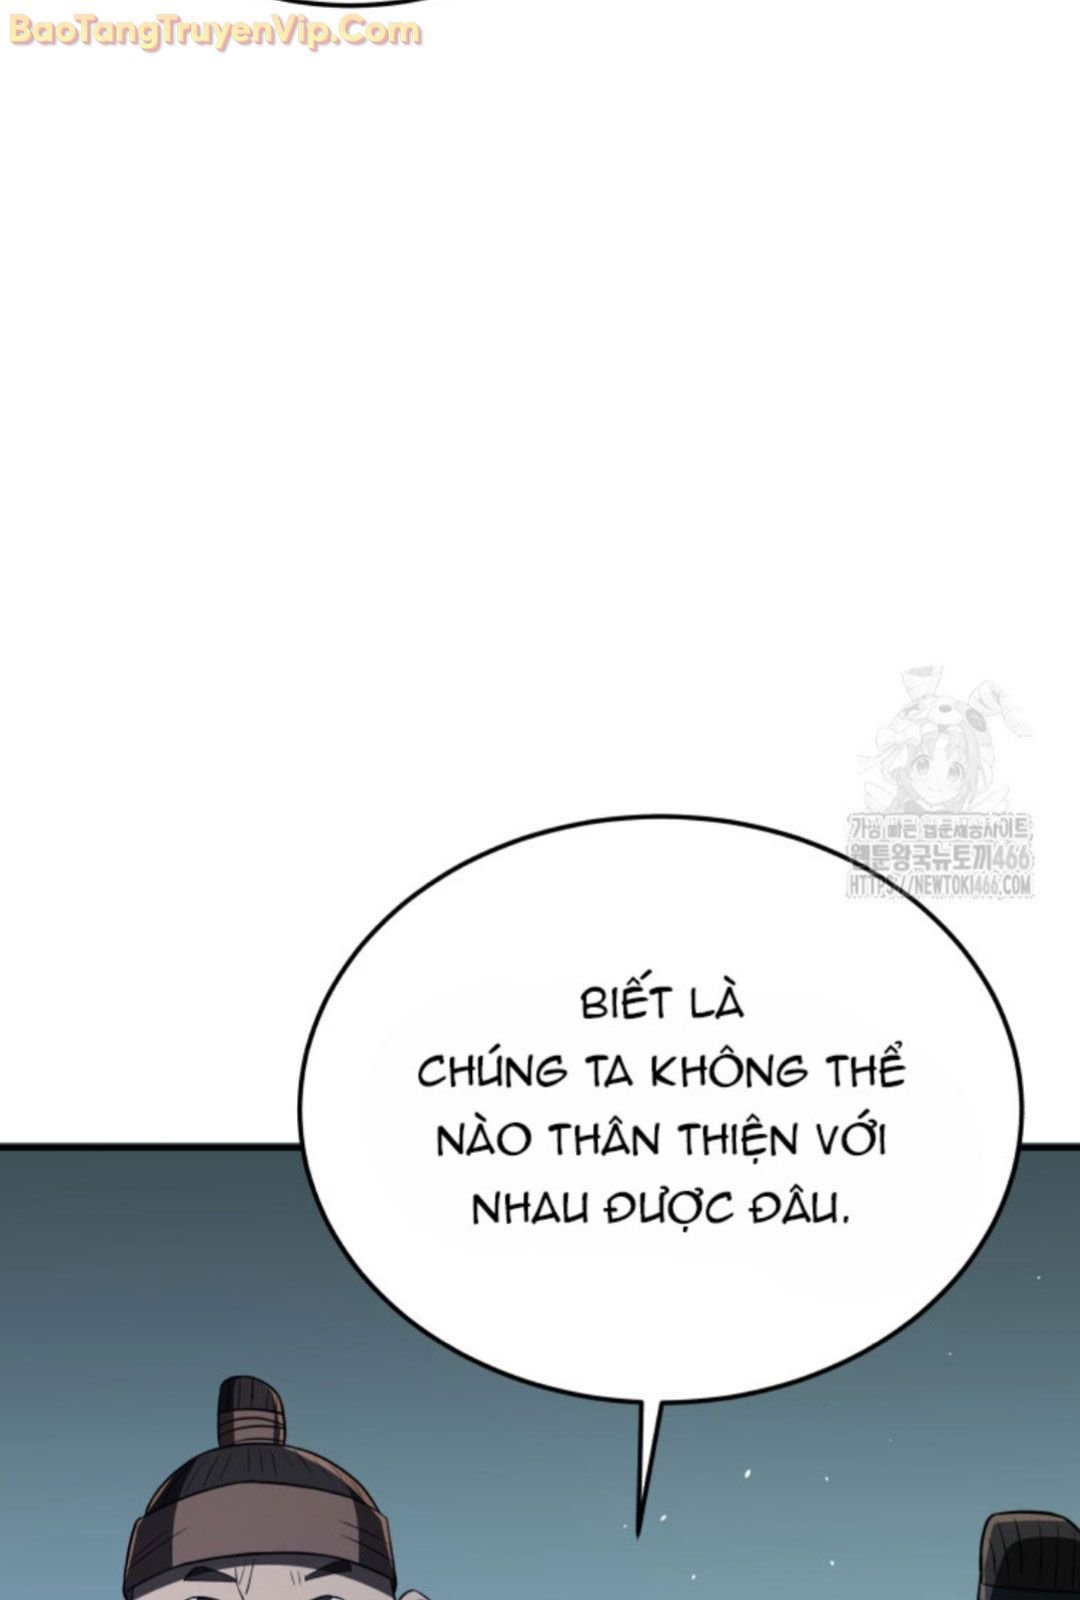 BaoTangTruyenVip.Com
가장 빠른 웹툰제공사이트
웹툰왕국뉴토끼466
HTTPS://NEWTOKI466.COM
BIẾT LÀ
CHÚNG TA KHÔNG THỂ
NÀO THÂN THIỆN VỚI
NHAU ĐƯỢC ĐÂU.